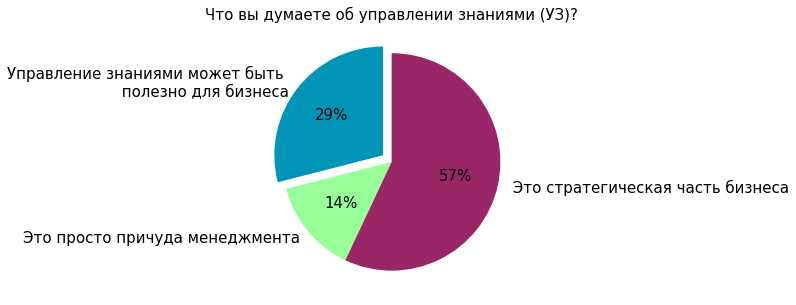 Что вы думаете об управлении знаниями (УЗ)?
Управление знаниями может быть
полезно для бизнеса
29%
57%
Это стратегическая часть бизнеса
14%
Это просто причуда менеджмента